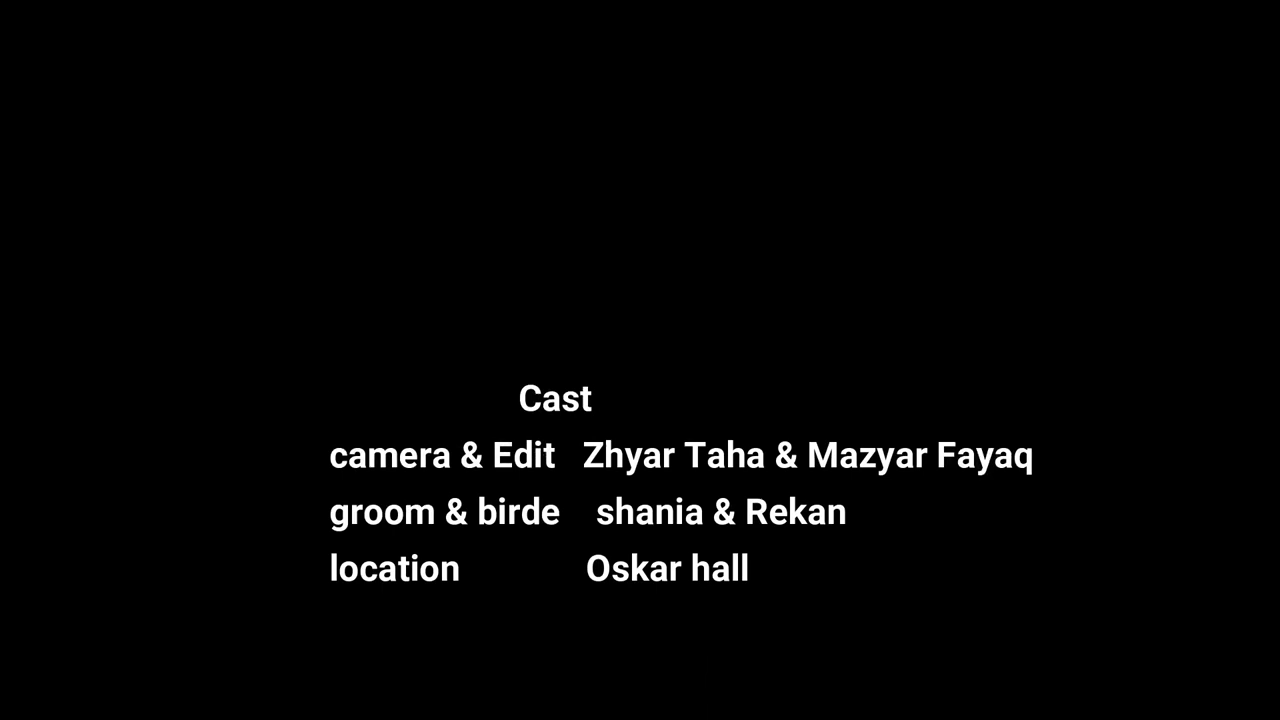 Cast
camera & Edit Zhyar Taha & Mazyar Fayaq
groom & birde shania & Rekan
location Oskar hall